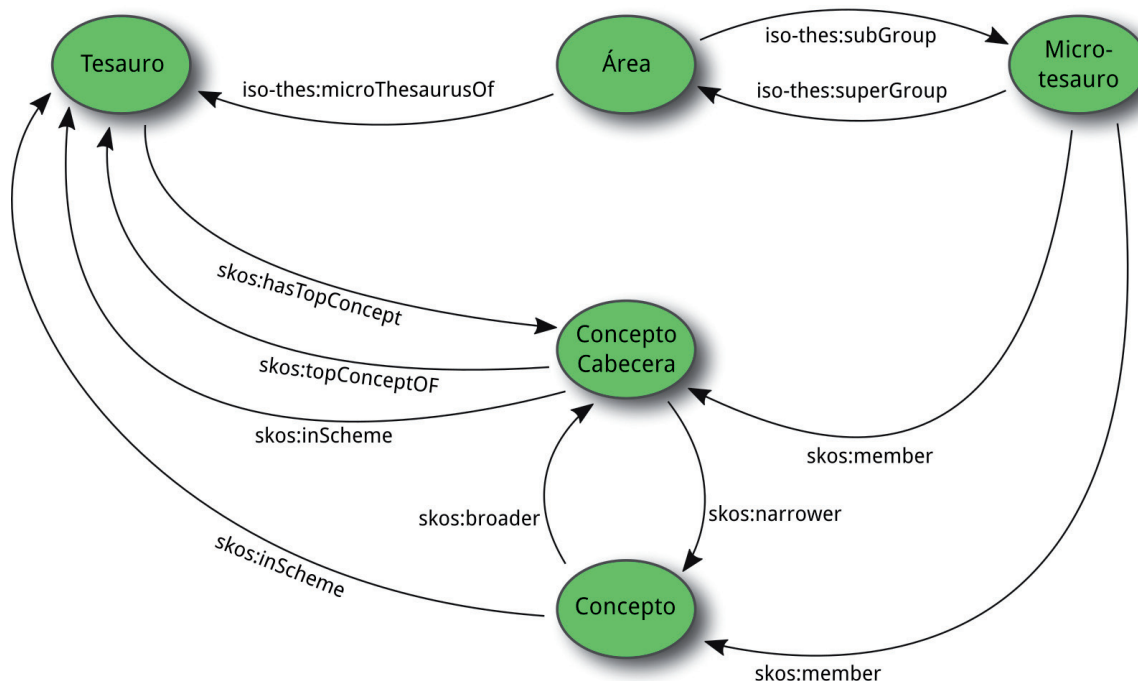 Tesauro
Área
Micro-
tesauro
iso-thes:subGroup
iso-thes:microThesaurusOf
iso-thes:superGroup
skos:hasTopConcept
Concepto
Cabecera
skos:topConceptOF
skos:inScheme
skos:member
skos:broader
skos:narrower
skos:inScheme
Concepto
skos:member